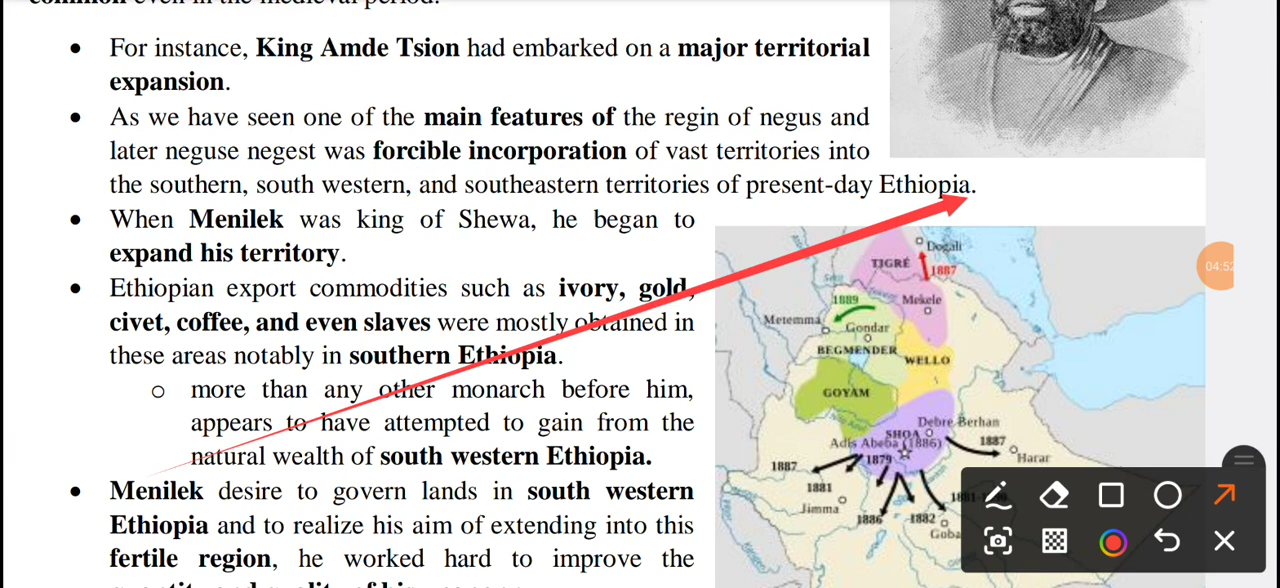 common even in the medieval period.
• For instance, King Amde Tsion had embarked on a major territorial
expansion.
• As we have seen one of the main features of the regin of negus and
later neguse negest was forcible incorporation of vast territories into
the southern, south western, and southeastern territories of present-day Ethiopia.
• When Menilek was king of Shewa, he began to
expand his territory.
• Ethiopian export commodities such as ivory, gold,
civet, coffee, and even slaves were mostly obtained in
these areas notably in southern Ethiopia.
o more than any other monarch before him,
appears to have attempted to gain from the
natural wealth of south western Ethiopia.
• Menilek desire to govern lands in south western
Ethiopia and to realize his aim of extending into this
fertile region, he worked hard to improve the
Dogali
TIGRÉ
1887
1889
Mekele
Metemma
Gondar
BEGMENDER
WELLO
GOYAM
Debre Berhan
SHOA
Adis Abeba (1886)
1887
Harar
1879
1887
1881
Jimma
1886
1882
Goba
04:52